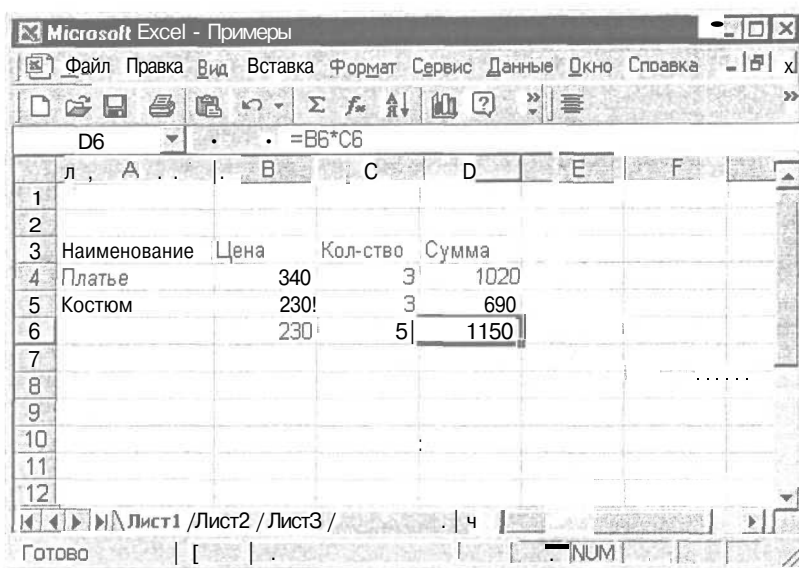 Microsoft Excel - Примеры
Файл Правка Вид Вставка Формат Сервис Данные Окно Справка
D6 =B6*C6
A B C D E F
1
2
3 Наименование Цена Кол-ство Сумма
4 Платье 340 3 1020
5 Костюм 230! 3 690
6 230 5 1150
7
8
9
10
11
12
Лист1 /Лист2 /Лист3 /
Готово NUM